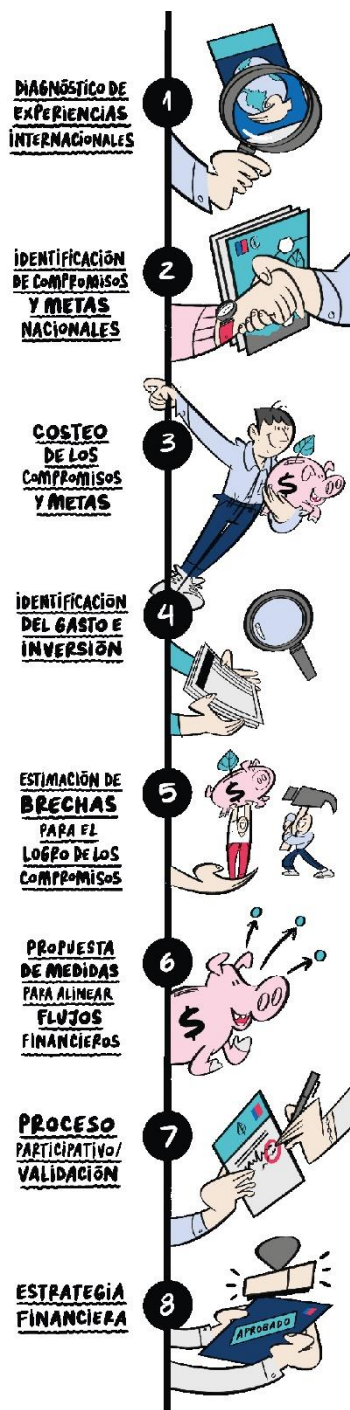 DIAGNÓSTICO DE
EXPERIENCIAS
INTERNACIONALES
1
IDENTIFICACIÓN
DE COMPROMISOS
Y METAS
NACIONALES
2
COSTEO
DE LOS
COMPROMISOS
Y METAS
3
$
IDENTIFICACIÓN
DEL GASTO E
INVERSIÓN
4
ESTIMACIÓN DE
BRECHAS
PARA EL
LOGRO DE LOS
COMPROMISOS
5
$
PROPUESTA
DE MEDIDAS
PARA ALINEAR
FLUJOS
FINANCIEROS
6
$
PROCESO
PARTICIPATIVO/
VALIDACIÓN
7
ESTRATEGIA
FINANCIERA
8
APROBADO